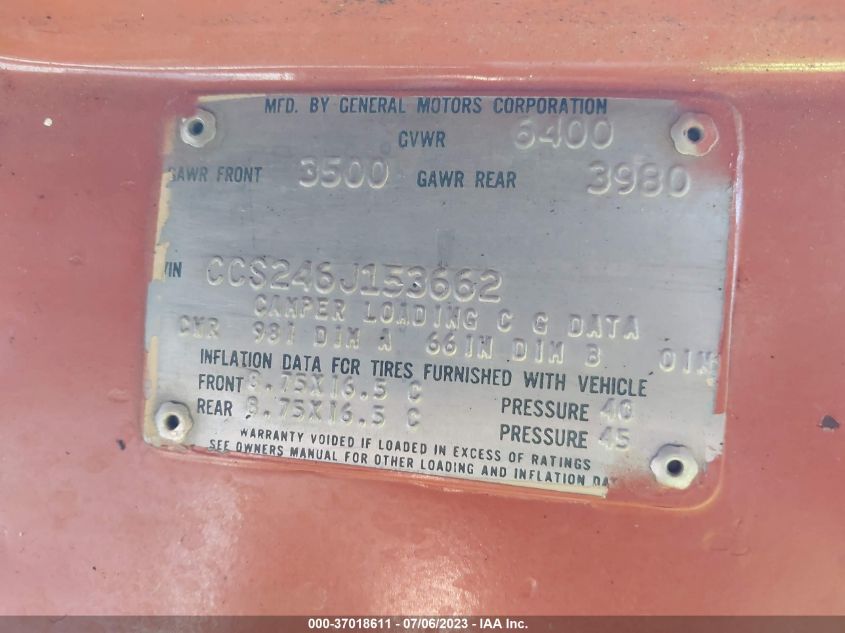 MFD. BY GENERAL MOTORS CORPORATION
GVWR 6400
GAWR FRONT 3500 GAWR REAR 3980
VIN CCS246J153662
CAMPER LOADING C G DATA
CWR 981 DIM A 66IN DIM B 0IN
INFLATION DATA FOR TIRES FURNISHED WITH VEHICLE
FRONT 8.75X16.5 C PRESSURE 40
REAR 8.75X16.5 C PRESSURE 45
WARRANTY VOIDED IF LOADED IN EXCESS OF RATINGS
SEE OWNERS MANUAL FOR OTHER LOADING AND INFLATION DA
000-37018611 - 07/06/2023 - IAA Inc.